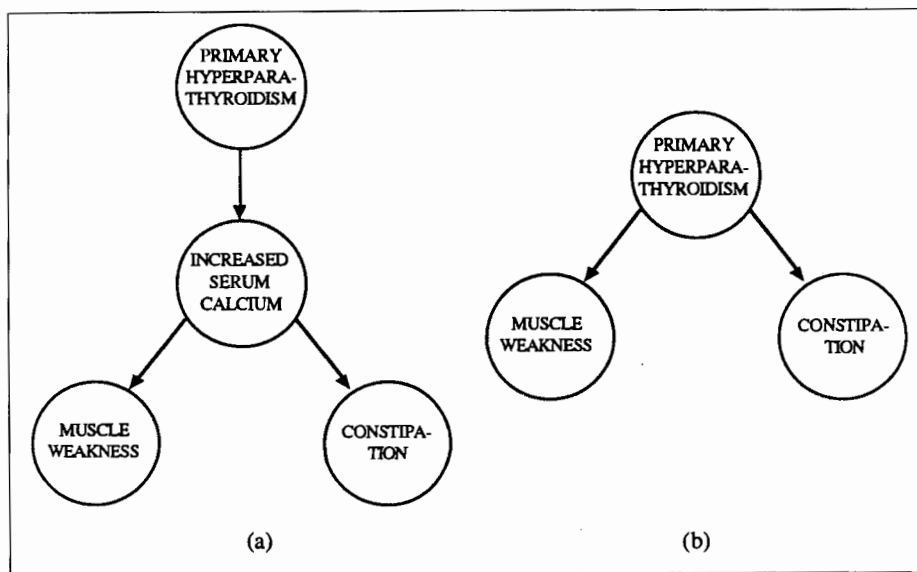 PRIMARY
HYPERPARA-
THYROIDISM
INCREASED
SERUM
CALCIUM
MUSCLE
WEAKNESS
CONSTIPA-
TION
(a)
PRIMARY
HYPERPARA-
THYROIDISM
MUSCLE
WEAKNESS
CONSTIPA-
TION
(b)